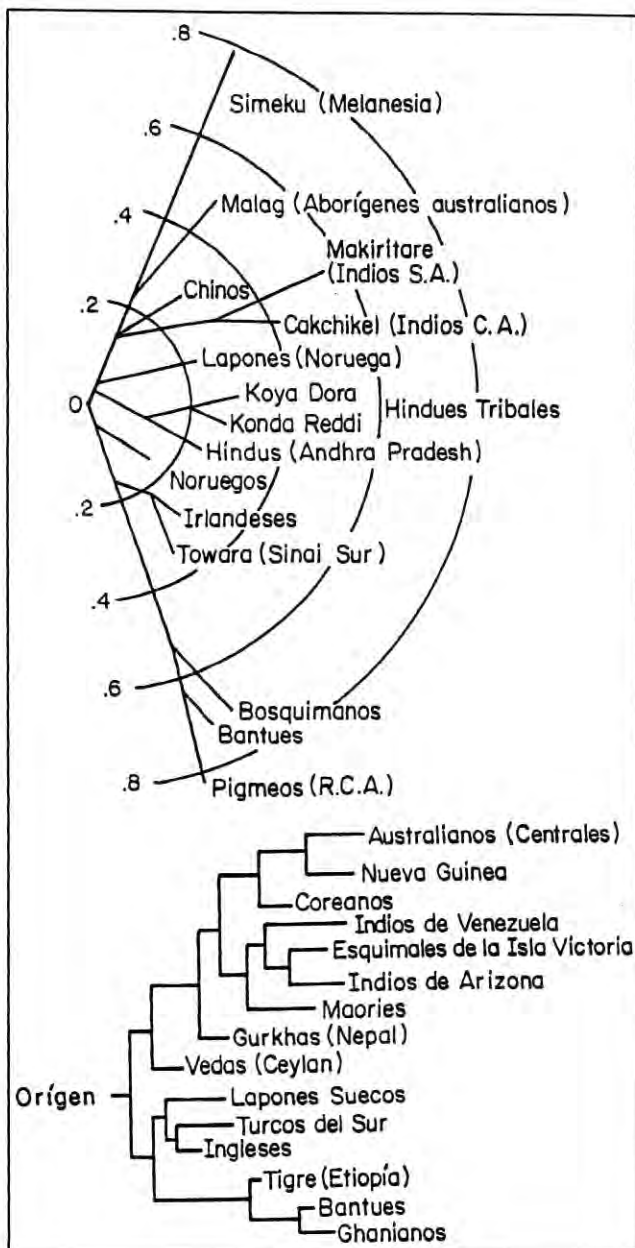 .8
Simeku (Melanesia)
.6
Malag (Aborígenes australianos)
.4
Makiritare
(Indios S.A.)
Chinos
.2
Cakchikel (Indios C.A.)
Lapones (Noruega)
Koya Dora
0
Hindues Tribales
Konda Reddi
Hindus (Andhra Pradesh)
Noruegos
.2
Irlandeses
Towara (Sinai Sur)
.4
.6
Bosquimanos
Bantues
.8
Pigmeos (R.C.A.)
Australianos (Centrales)
Nueva Guinea
Coreanos
Indios de Venezuela
Esquimales de la Isla Victoria
Indios de Arizona
Maories
Gurkhas (Nepal)
Vedas (Ceylan)
Orígen
Lapones Suecos
Turcos del Sur
Ingleses
Tigre (Etiopía)
Bantues
Ghanianos